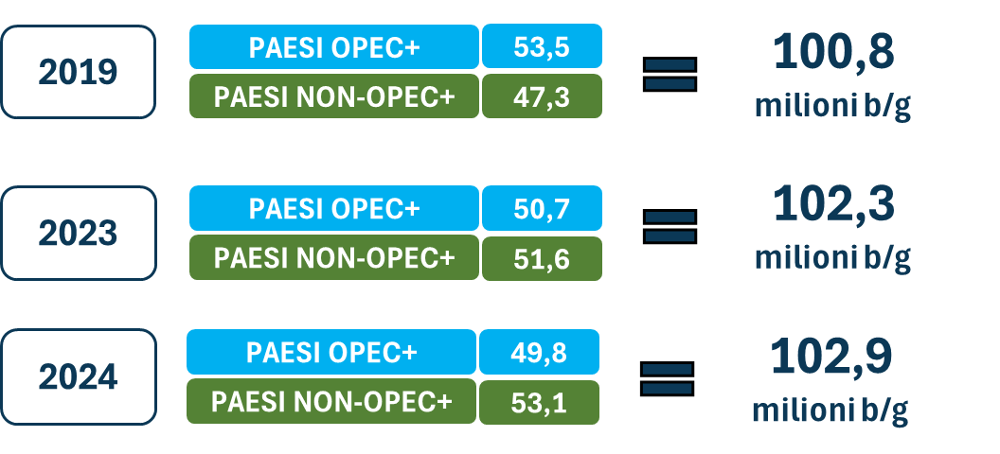 2019
PAESI OPEC+ 53,5
PAESI NON-OPEC+ 47,3
100,8
milioni b/g
2023
PAESI OPEC+ 50,7
PAESI NON-OPEC+ 51,6
102,3
milioni b/g
2024
PAESI OPEC+ 49,8
PAESI NON-OPEC+ 53,1
102,9
milioni b/g